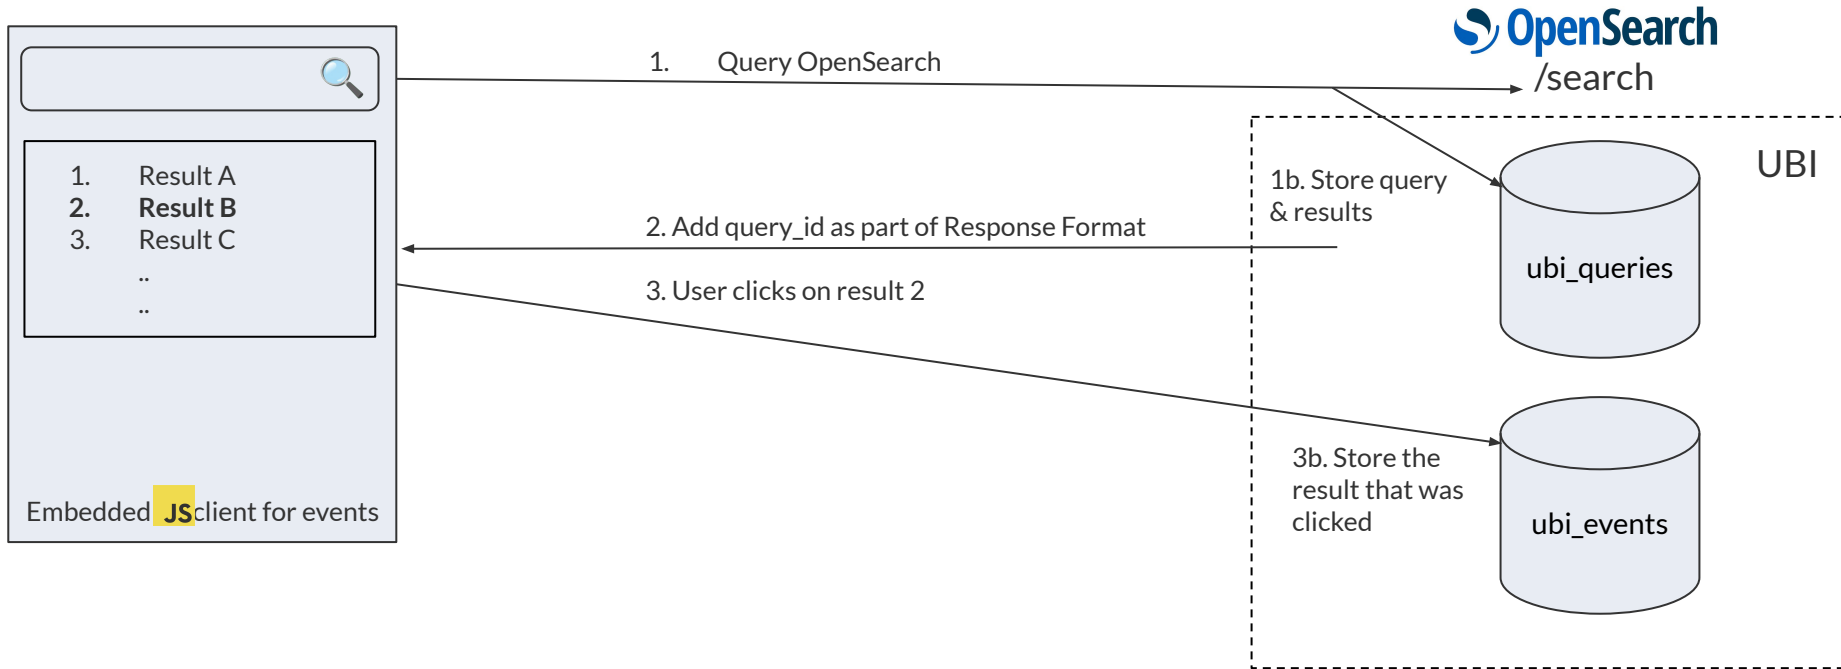 OpenSearch
/search
1. Query OpenSearch
UBI
1. Result A
2. Result B
3. Result C
..
..
1b. Store query
& results
2. Add query_id as part of Response Format
ubi_queries
3. User clicks on result 2
3b. Store the
result that was
clicked
ubi_events
Embedded JS client for events